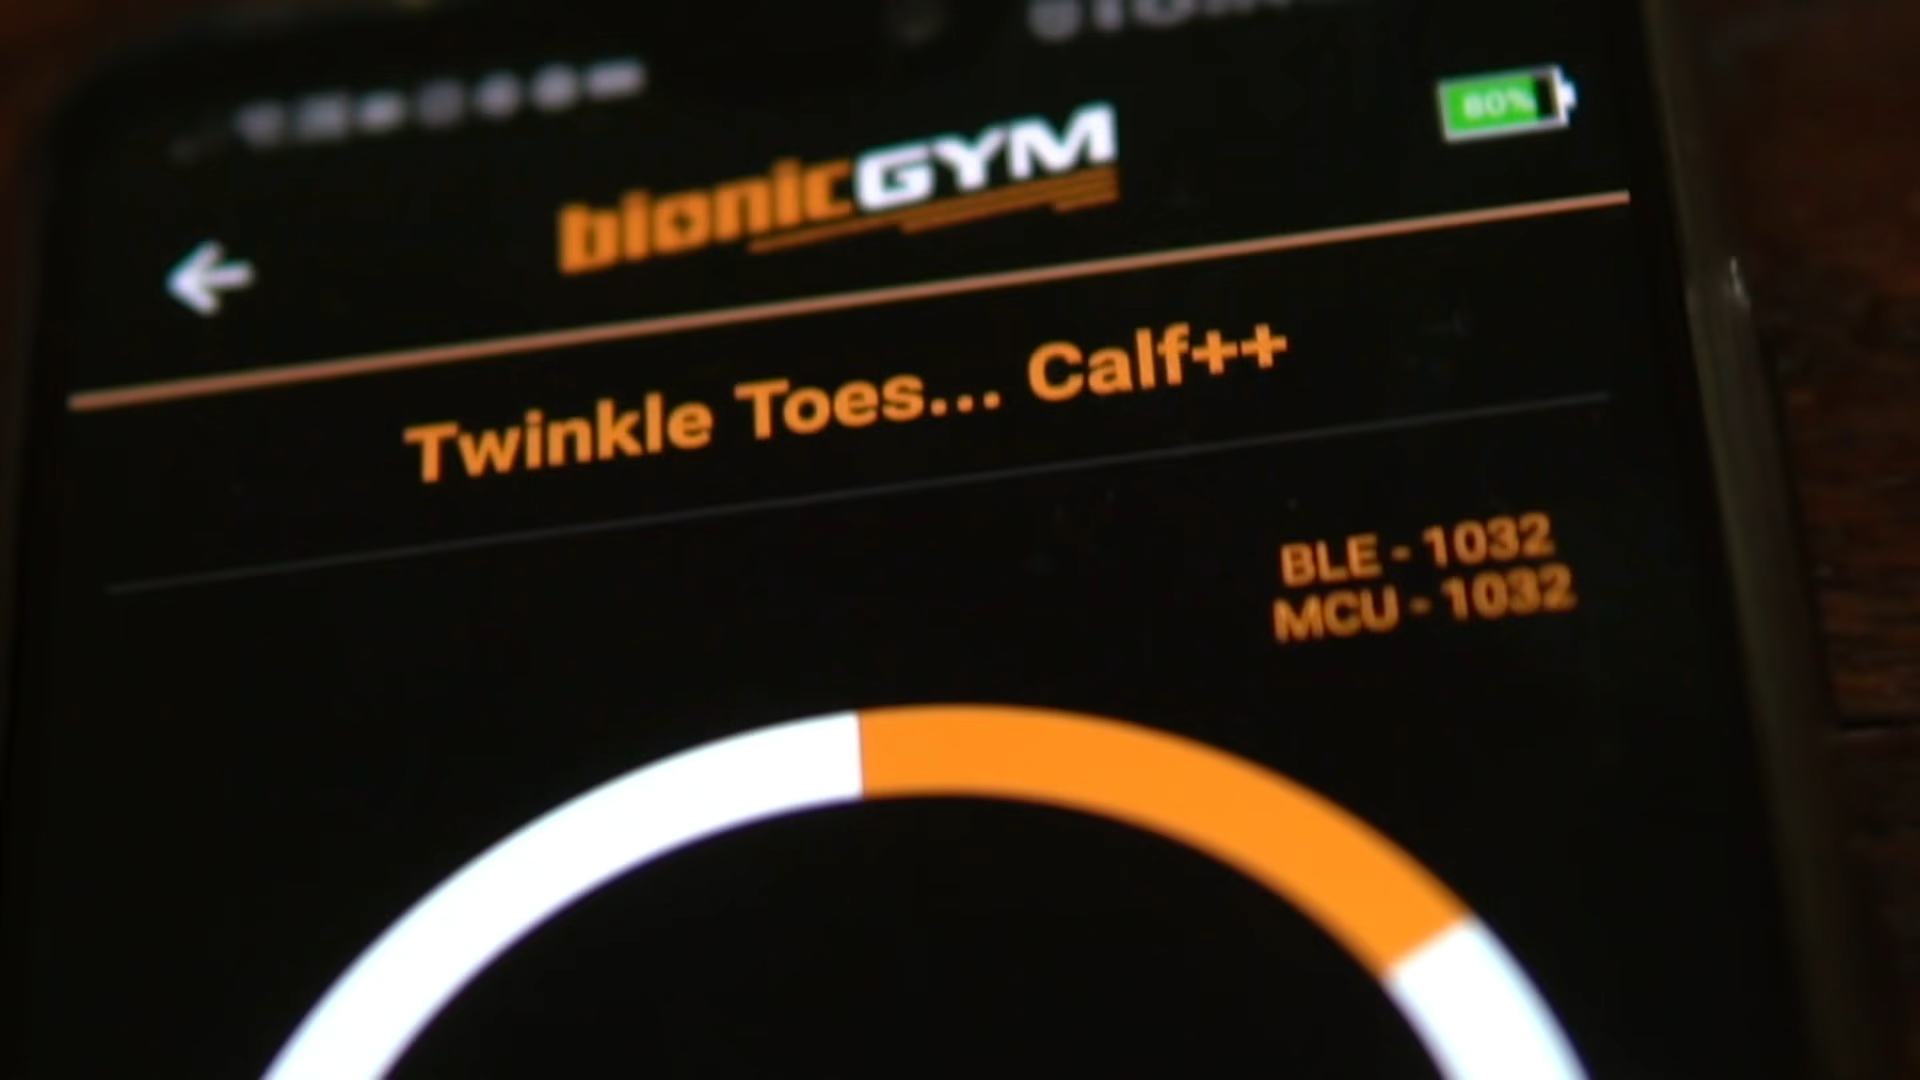 80%
bionicGYM
Twinkle Toes... Calf++
BLE - 1032
MCU - 1032